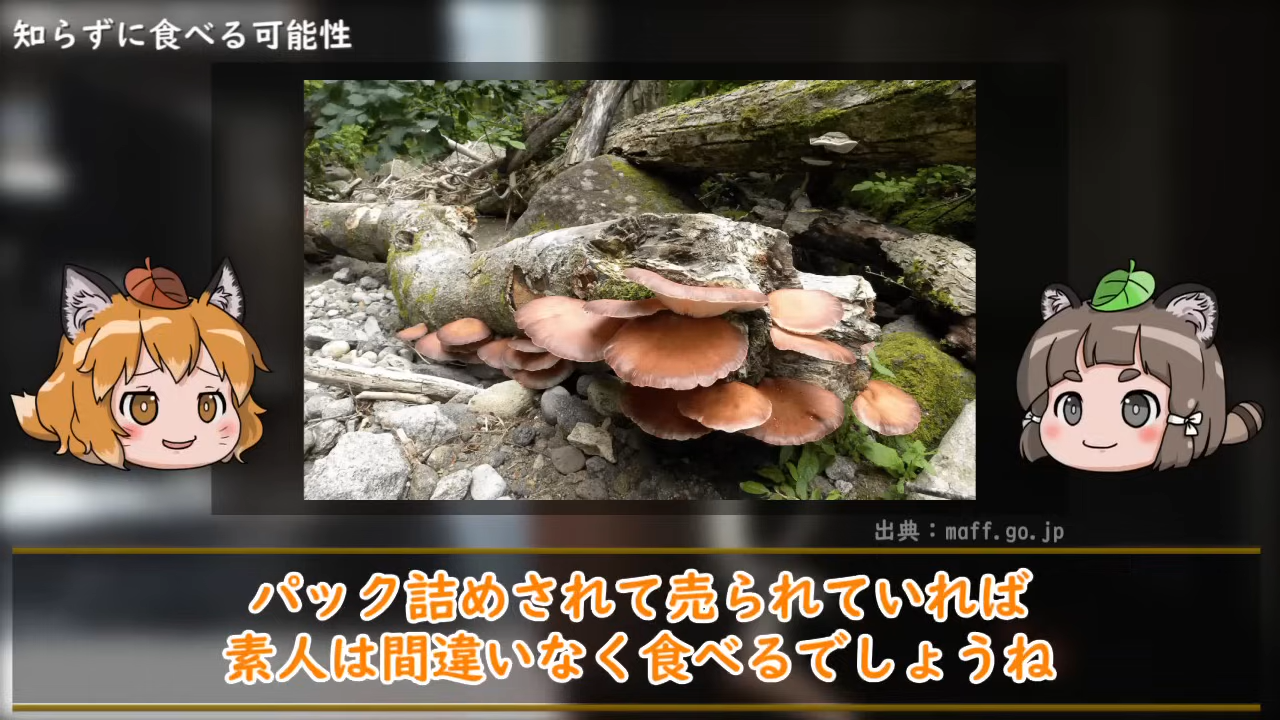 知らずに食べる可能性
出典：maff.go.jp
パック詰めされて売られていれば
素人は間違いなく食べるでしょうね